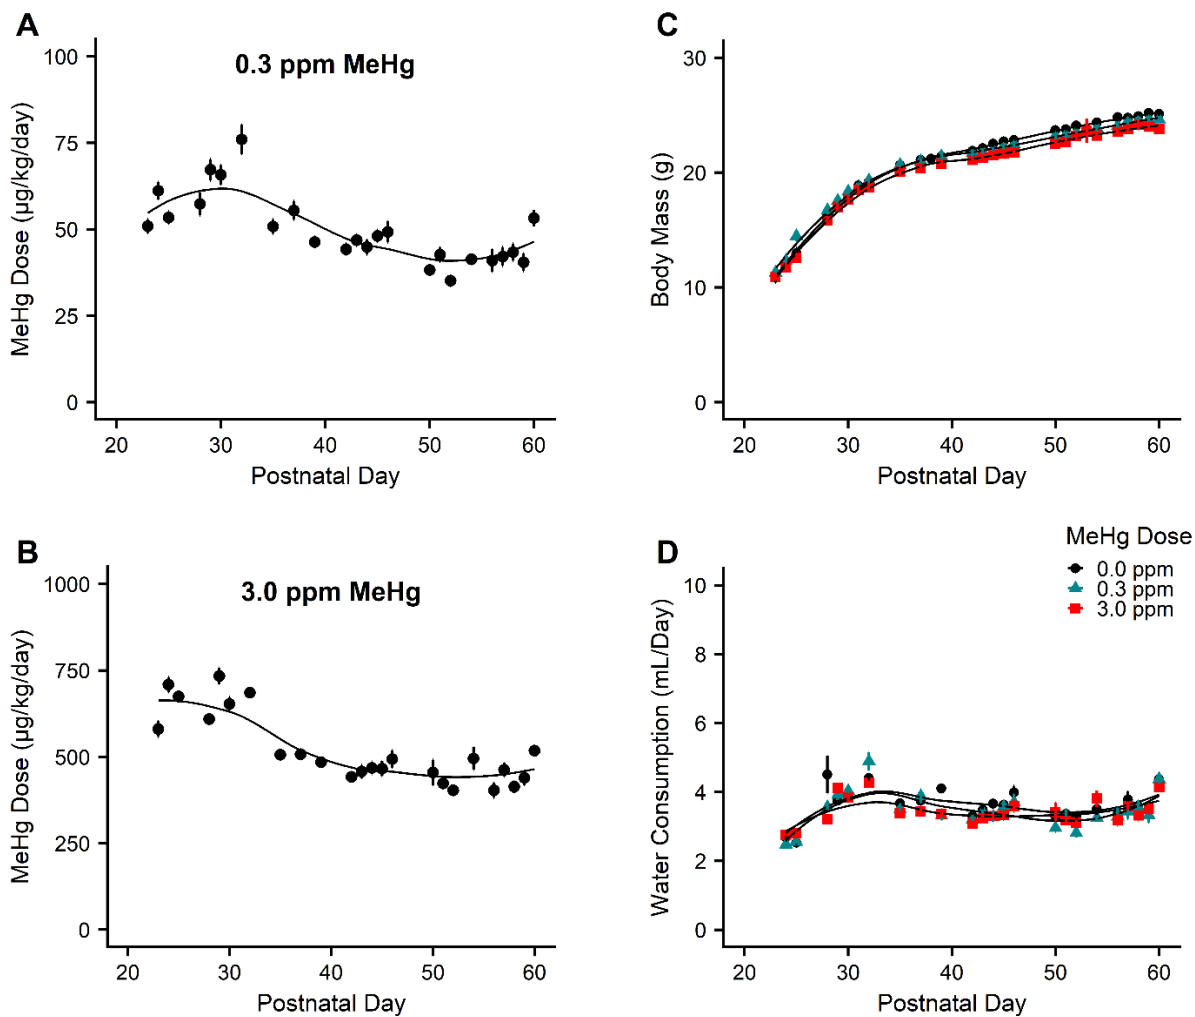 A
0.3 ppm MeHg
MeHg Dose (µg/kg/day)
100
75
50
25
0
20 30 40 50 60
Postnatal Day
C
Body Mass (g)
30
20
10
0
20 30 40 50 60
Postnatal Day
B
3.0 ppm MeHg
MeHg Dose (µg/kg/day)
1000
750
500
250
0
20 30 40 50 60
Postnatal Day
D
MeHg Dose
0.0 ppm
0.3 ppm
3.0 ppm
Water Consumption (mL/Day)
10
8
6
4
2
0
20 30 40 50 60
Postnatal Day